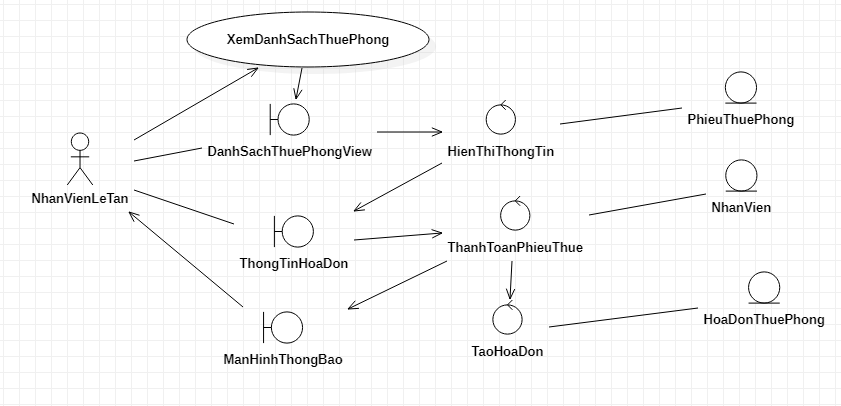 XemDanhSachThuePhong
DanhSachThuePhongView
HienThiThongTin
PhieuThuePhong
NhanVienLeTan
NhanVien
ThongTinHoaDon
ThanhToanPhieuThue
HoaDonThuePhong
ManHinhThongBao
TaoHoaDon